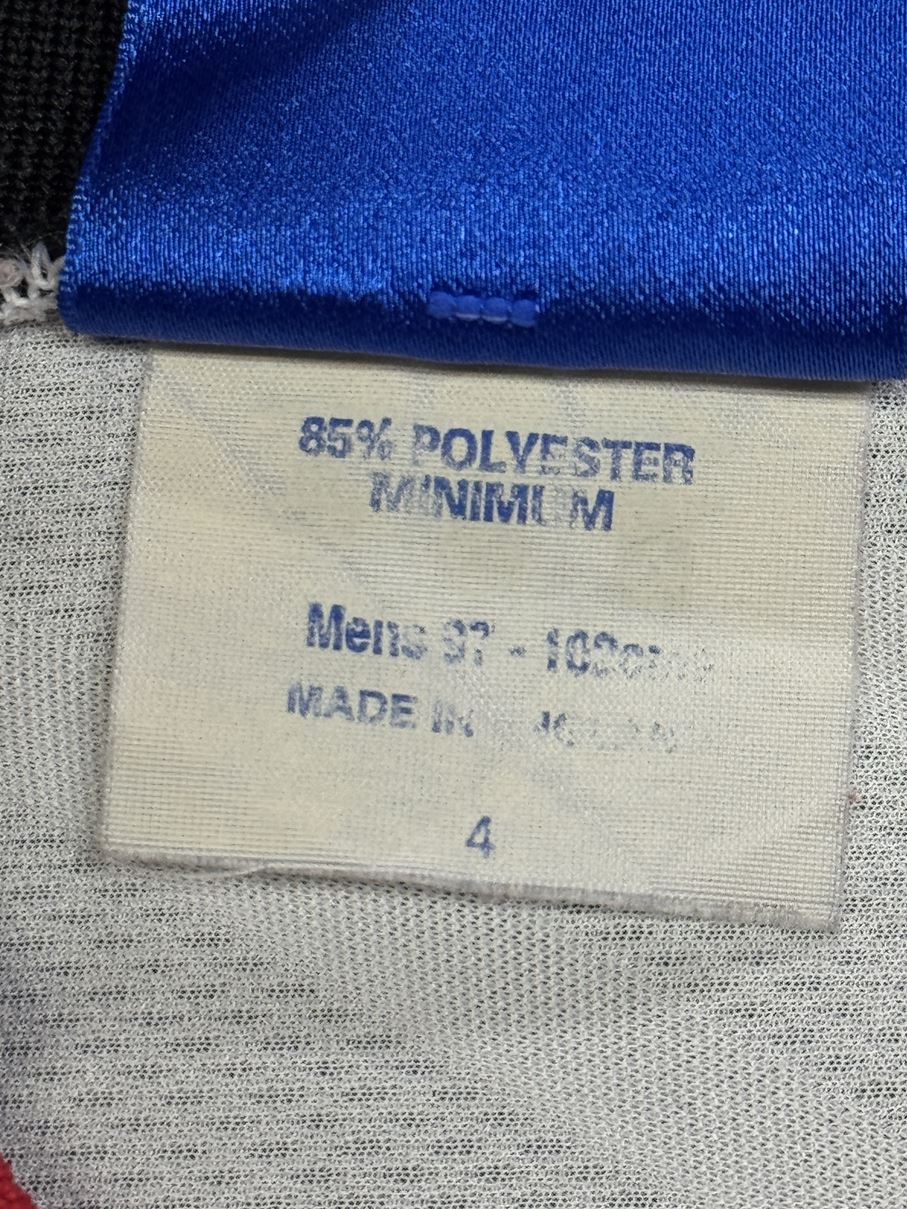 85% POLYESTER
MINIMUM
Mens 97 - 102cms
MADE IN
4